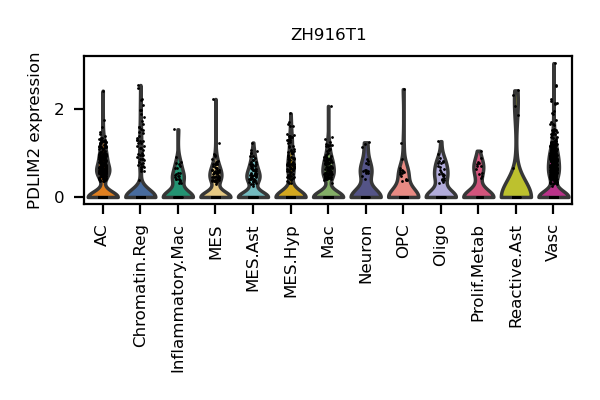 ZH916T1
PDLIM2 expression
2
0
AC
Chromatin.Reg
Inflammatory.Mac
MES
MES.Ast
MES.Hyp
Mac
Neuron
OPC
Oligo
Prolif.Metab
Reactive.Ast
Vasc